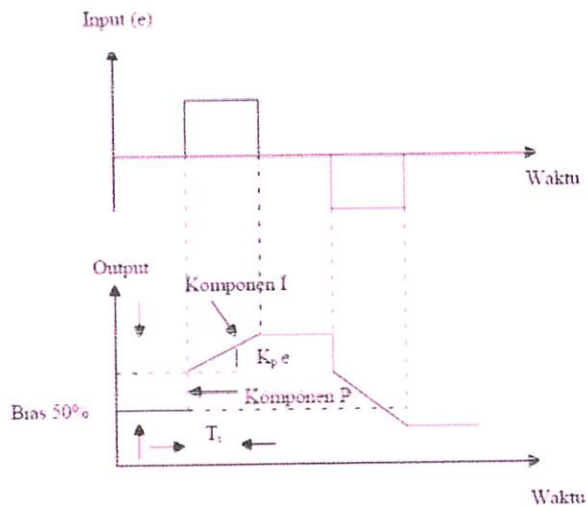 Input (e)
Waktu
Output
Komponen I
Kp e
Komponen P
Bias 50%
Ti
Waktu